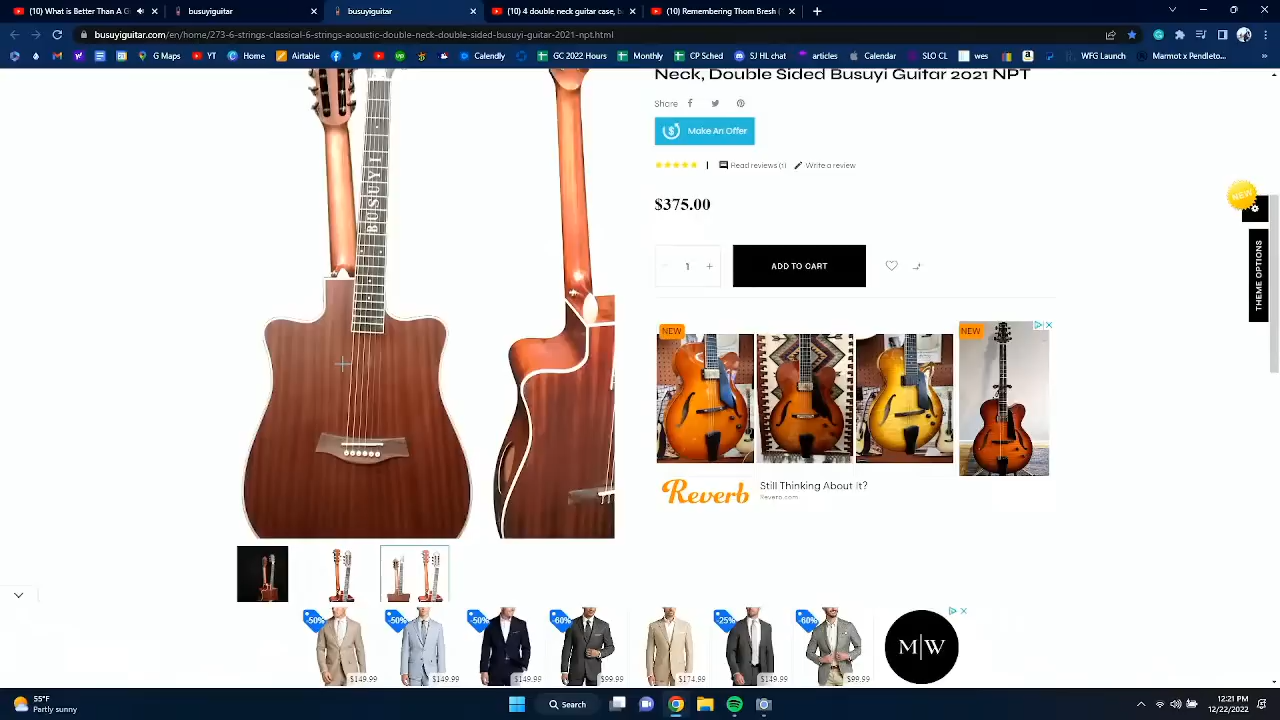 (10) What is Better Than A G
busuyiguitar
busuyiguitar
(10) 4 double neck guitar case, b
(10) Remembering Thom Bresh (
busuyiguitar.com/en/home/273-6-strings-classical-6-strings-acoustic-double-neck-double-sided-busuyi-guitar-2021-npt.html
G Maps
YT
Home
Airtable
Calendly
GC 2022 Hours
Monthly
CP Sched
SJ HL chat
articles
Calendar
SLO CL
wes
WFG Launch
Marmot x Pendleto...
Neck, Double Sided Busuyi Guitar 2021 NPT
Share
Make An Offer
Read reviews (1)
Write a review
$375.00
1
ADD TO CART
NEW
THEME OPTIONS
BUSUYI
NEW
NEW
Reverb
Still Thinking About It?
Reverb.com
-50%
-50%
-50%
-60%
-25%
-60%
$149.99
$149.99
$149.99
$99.99
$174.99
$149.99
$99.99
M|W
55°F
Partly sunny
Search
12:21 PM
12/22/2022